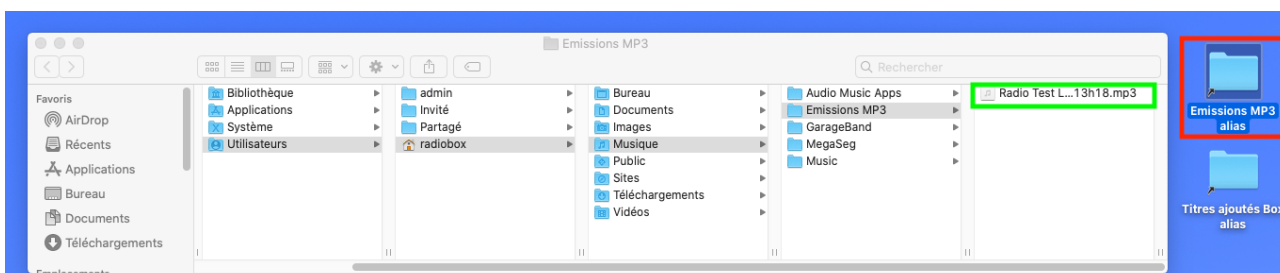 Emissions MP3
Rechercher
Favoris
AirDrop
Récents
Applications
Bureau
Documents
Téléchargements
Bibliothèque
Applications
Système
Utilisateurs
admin
Invité
Partagé
radiobox
Bureau
Documents
Images
Musique
Public
Sites
Téléchargements
Vidéos
Audio Music Apps
Emissions MP3
GarageBand
MegaSeg
Music
Radio Test L...13h18.mp3
Emissions MP3
alias
Titres ajoutés Box
alias